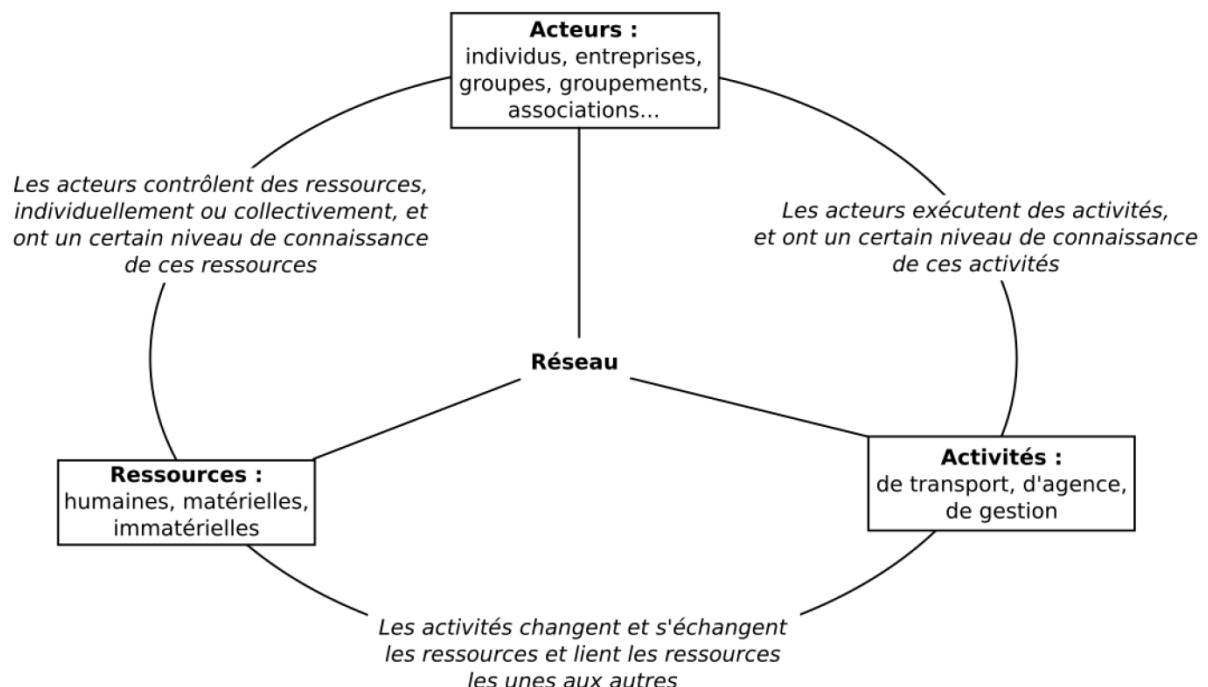 Acteurs :
individus, entreprises,
groupes, groupements,
associations...
Les acteurs contrôlent des ressources,
individuellement ou collectivement, et
ont un certain niveau de connaissance
de ces ressources
Les acteurs exécutent des activités,
et ont un certain niveau de connaissance
de ces activités
Réseau
Ressources :
humaines, matérielles,
immatérielles
Activités :
de transport, d'agence,
de gestion
Les activités changent et s'échangent
les ressources et lient les ressources
les unes aux autres